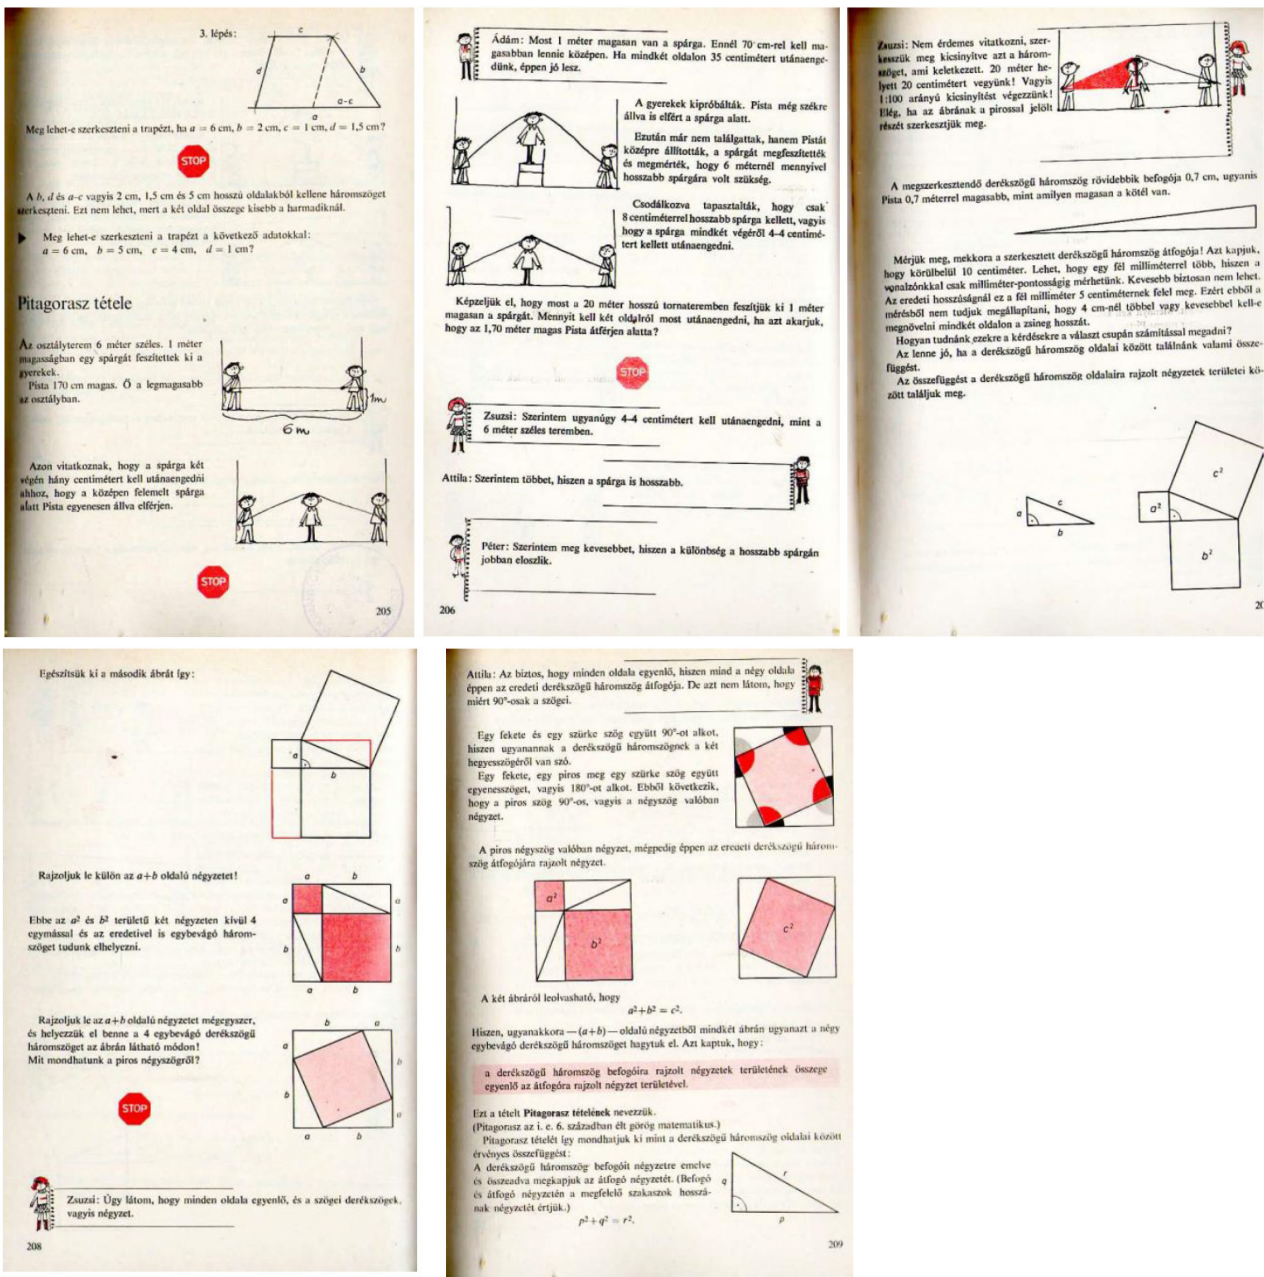 3. lépés:
c
d
b
a-c
a
Meg lehet-e szerkeszteni a trapézt, ha a = 6 cm, b = 2 cm, c = 1 cm, d = 1,5 cm?
STOP
A b, d és a-c vagyis 2 cm, 1,5 cm és 5 cm hosszú oldalakból kellene háromszöget
szerkeszteni. Ezt nem lehet, mert a két oldal összege kisebb a harmadiknál.
Meg lehet-e szerkeszteni a trapézt a következő adatokkal:
a = 6 cm, b = 5 cm, c = 4 cm, d = 1 cm?
Pitagorasz tétele
Az osztályterem 6 méter széles. 1 méter
magasságban egy spárgát feszítettek ki a
gyerekek.
Pista 170 cm magas. Ő a legmagasabb
az osztályban.
1m
6 m
Azon vitatkoznak, hogy a spárga két
végén hány centimétert kell utánaengedni
ahhoz, hogy a középen felemelt spárga
alatt Pista egyenesen állva elférjen.
STOP
205
Ádám: Most 1 méter magasan van a spárga. Ennél 70 cm-rel kell ma-
gasabban lennie középen. Ha mindkét oldalon 35 centimétert utánaenge-
dünk, éppen jó lesz.
A gyerekek kipróbálták. Pista még székre
állva is elfért a spárga alatt.
Ezután már nem találgattak, hanem Pistát
középre állították, a spárgát megfeszítették
és megmérték, hogy 6 méternél mennyivel
hosszabb spárgára volt szükség.
Csodálkozva tapasztalták, hogy csak
8 centiméterrel hosszabb spárga kellett, vagyis
hogy a spárga mindkét végéről 4-4 centimé-
tert kellett utánaengedni.
Képzeljük el, hogy most a 20 méter hosszú tornateremben feszítjük ki 1 méter
magasan a spárgát. Mennyit kell két oldalról most utánaengedni, ha azt akarjuk,
hogy az 1,70 méter magas Pista átférjen alatta?
STOP
Zsuzsi: Szerintem ugyanúgy 4-4 centimétert kell utánaengedni, mint a
6 méter széles teremben.
Attila: Szerintem többet, hiszen a spárga is hosszabb.
Péter: Szerintem meg kevesebbet, hiszen a különbség a hosszabb spárgán
jobban eloszlik.
206
Zsuzsi: Nem érdemes vitatkozni, szer-
kesszük meg kicsinyítve azt a három-
szöget, ami keletkezett. 20 méter he-
lyett 20 centimétert vegyünk! Vagyis
1:100 arányú kicsinyítést végezzünk!
Elég, ha az ábrának a pirossal jelölt
részét szerkesztjük meg.
A megszerkesztendő derékszögű háromszög rövidebbik befogója 0,7 cm, ugyanis
Pista 0,7 méterrel magasabb, mint amilyen magasan a kötél van.
Mérjük meg, mekkora a szerkesztett derékszögű háromszög átfogója! Azt kapjuk,
hogy körülbelül 10 centiméter. Lehet, hogy egy fél milliméterrel több, hiszen a
vonalzónkkal csak milliméter-pontosságig mérhetünk. Kevesebb biztosan nem lehet.
Az eredeti hosszúságnál ez a fél milliméter 5 centiméternek felel meg. Ezért ebből a
mérésből nem tudjuk megállapítani, hogy 4 cm-nél többel vagy kevesebbel kell-e
megnövelni mindkét oldalon a zsineg hosszát.
Hogyan tudnánk ezekre a kérdésekre a választ csupán számítással megadni?
Az lenne jó, ha a derékszögű háromszög oldalai között találnánk valami össze-
függést.
Az összefüggést a derékszögű háromszög oldalaira rajzolt négyzetek területei kö-
zött találjuk meg.
a
c
b
a²
c²
b²
20
Egészítsük ki a második ábrát így:
a
b
Rajzoljuk le külön az a+b oldalú négyzetet!
Ebbe az a² és b² területű két négyzeten kívül 4
egymással és az eredetivel is egybevágó három-
szöget tudunk elhelyezni.
a b
a a
b b
a b
Rajzoljuk le az a+b oldalú négyzetet mégegyszer,
és helyezzük el benne a 4 egybevágó derékszögű
háromszöget az ábrán látható módon!
Mit mondhatunk a piros négyszögről?
b a
a b
b a
a b
STOP
Zsuzsi: Úgy látom, hogy minden oldala egyenlő, és a szögei derékszögek,
vagyis négyzet.
208
Attila: Az biztos, hogy minden oldala egyenlő, hiszen mind a négy oldala
éppen az eredeti derékszögű háromszög átfogója. De azt nem látom, hogy
miért 90°-osak a szögei.
Egy fekete és egy szürke szög együtt 90°-ot alkot,
hiszen ugyanannak a derékszögű háromszögnek a két
hegyesszögéről van szó.
Egy fekete, egy piros meg egy szürke szög együtt
egyenesszöget, vagyis 180°-ot alkot. Ebből következik,
hogy a piros szög 90°-os, vagyis a négyszög valóban
négyzet.
A piros négyszög valóban négyzet, mégpedig éppen az eredeti derékszögű három-
szög átfogójára rajzolt négyzet.
a²
b²
c²
A két ábráról leolvasható, hogy
a²+b² = c².
Hiszen, ugyanakkora —(a+b)— oldalú négyzetből mindkét ábrán ugyanazt a négy
egybevágó derékszögű háromszöget hagytuk el. Azt kaptuk, hogy:
a derékszögű háromszög befogóira rajzolt négyzetek területének összege
egyenlő az átfogóra rajzolt négyzet területével.
Ezt a tételt Pitagorasz tételének nevezzük.
(Pitagorasz az i. e. 6. században élt görög matematikus.)
Pitagorasz tételét így mondhatjuk ki mint a derékszögű háromszög oldalai között
érvényes összefüggést:
A derékszögű háromszög befogóit négyzetre emelve
és összeadva megkapjuk az átfogó négyzetét. (Befogó
és átfogó négyzetén a megfelelő szakaszok hosszá-
nak négyzetét értjük.)
p²+q² = r².
q
r
p
209